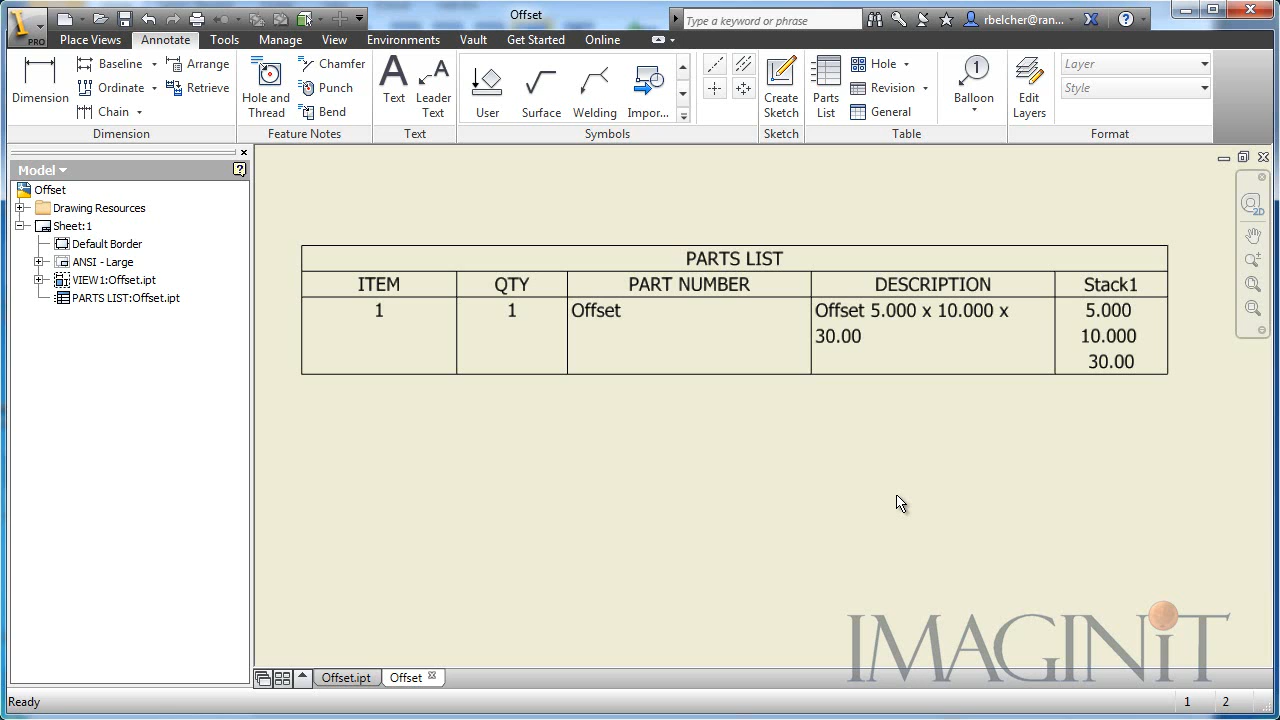 Offset
Type a keyword or phrase
rbelcher@ran...
PRO
Place Views Annotate Tools Manage View Environments Vault Get Started Online
Dimension
Baseline
Ordinate
Chain
Arrange
Retrieve
Dimension
Hole and Thread
Chamfer
Punch
Bend
Feature Notes
Text
Leader Text
Text
User
Surface
Welding
Impor...
Symbols
Create Sketch
Sketch
Parts List
Hole
Revision
General
Table
1
Balloon
Edit Layers
Layer
Style
Format
Model
Offset
Drawing Resources
Sheet:1
Default Border
ANSI - Large
VIEW1:Offset.ipt
PARTS LIST:Offset.ipt
2D
PARTS LIST
ITEM QTY PART NUMBER DESCRIPTION Stack1
1 1 Offset Offset 5.000 x 10.000 x 5.000
30.00 10.000
30.00
IMAGINiT
Offset.ipt Offset
Ready 1 2